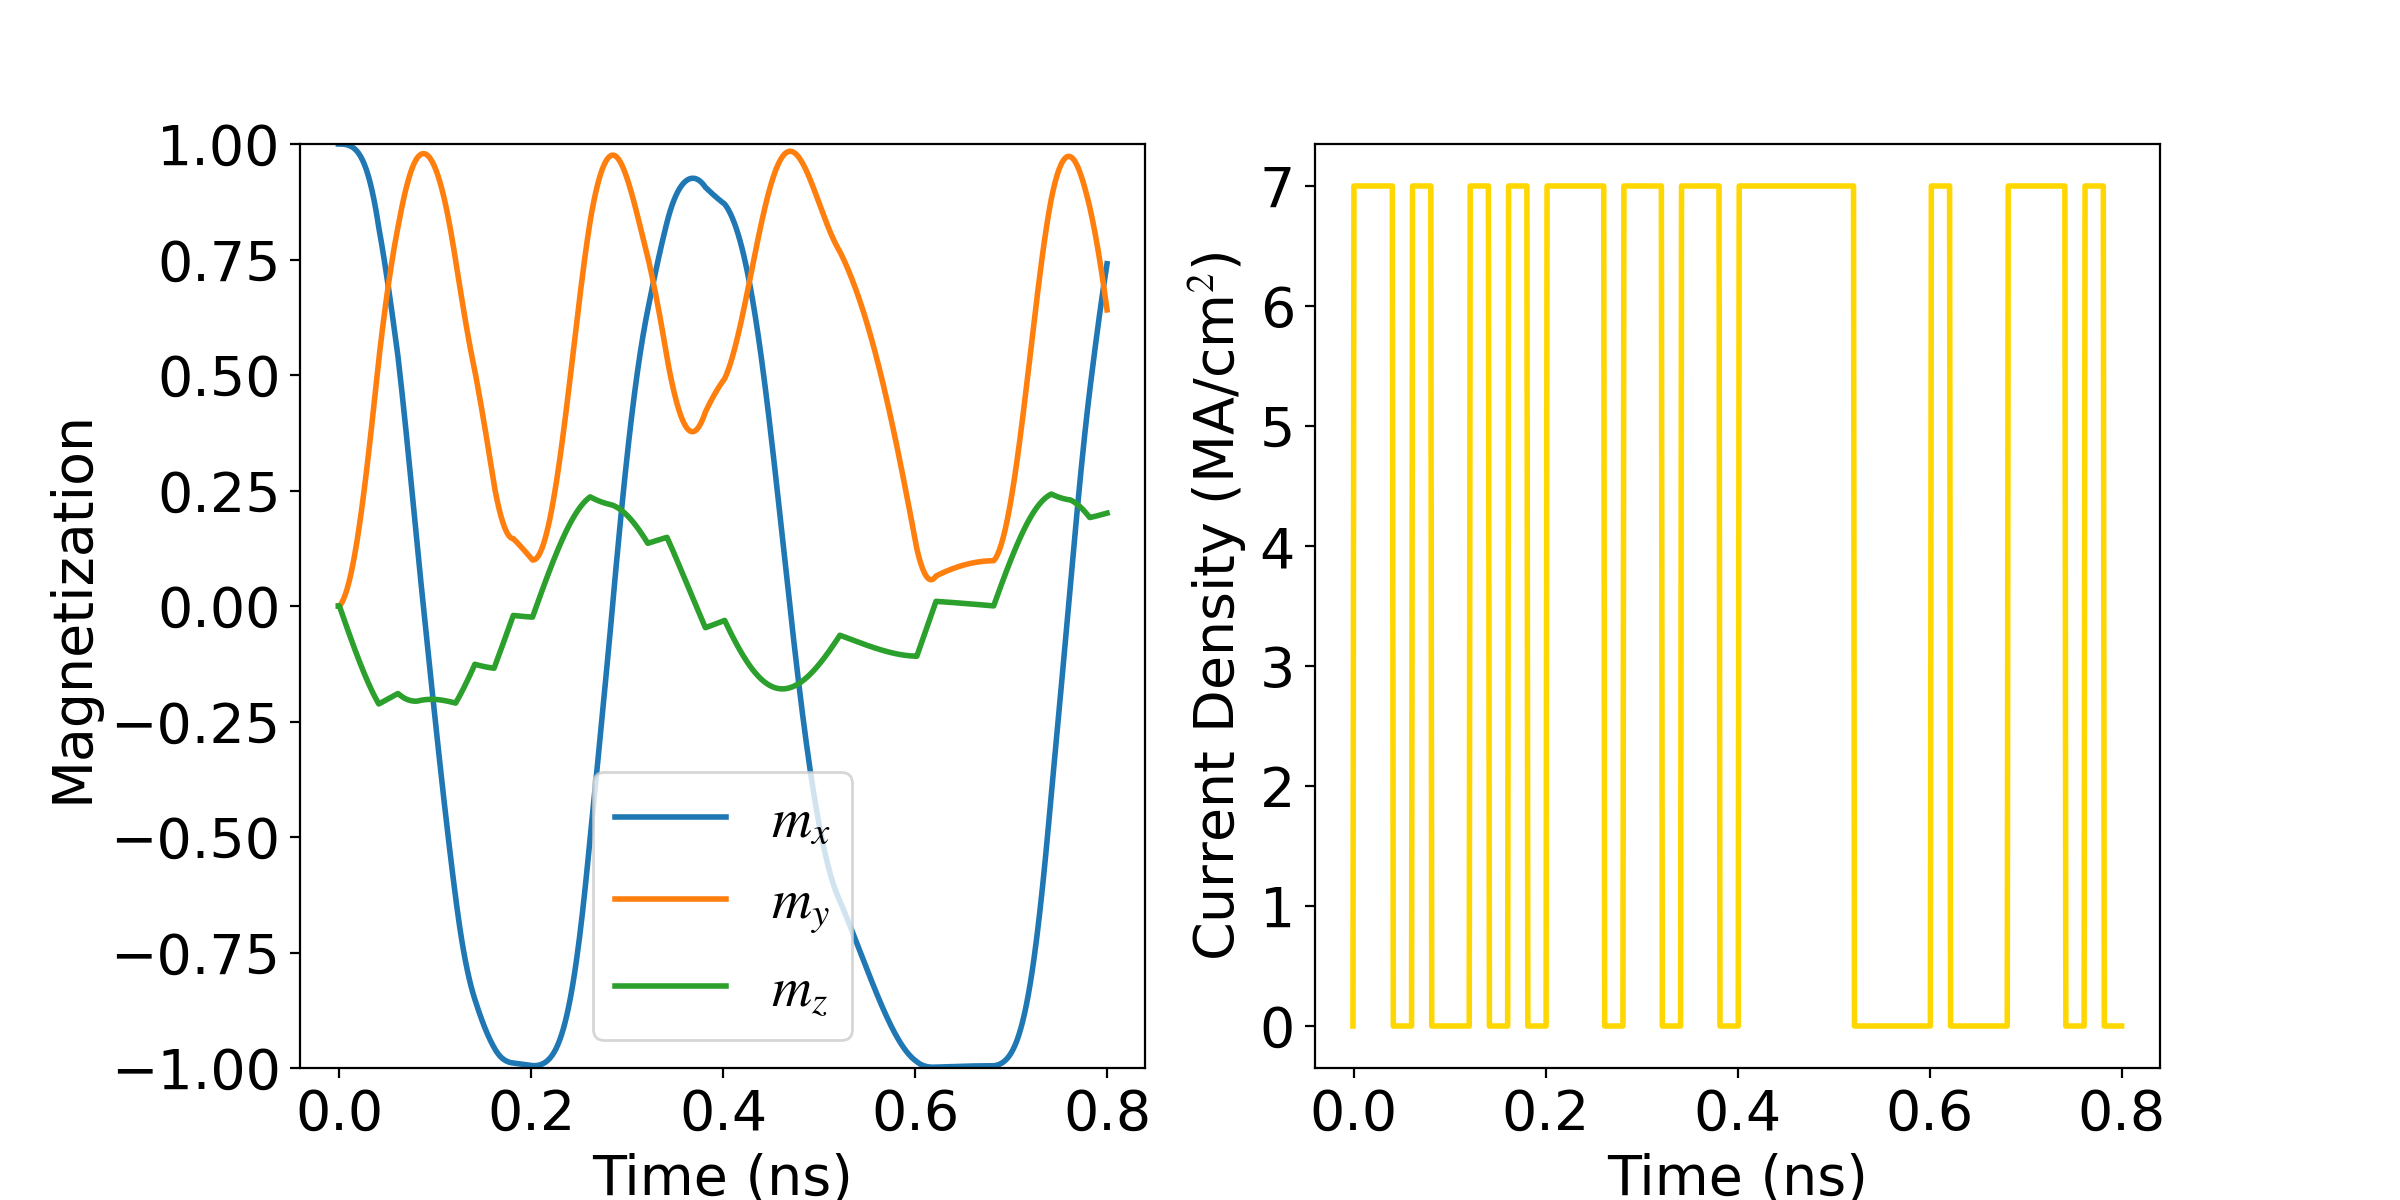 1.00
0.75
0.50
0.25
0.00
−0.25
−0.50
−0.75
−1.00
Magnetization
0.0 0.2 0.4 0.6 0.8
Time (ns)
m_x
m_y
m_z
7
6
5
4
3
2
1
0
Current Density (MA/cm²)
0.0 0.2 0.4 0.6 0.8
Time (ns)